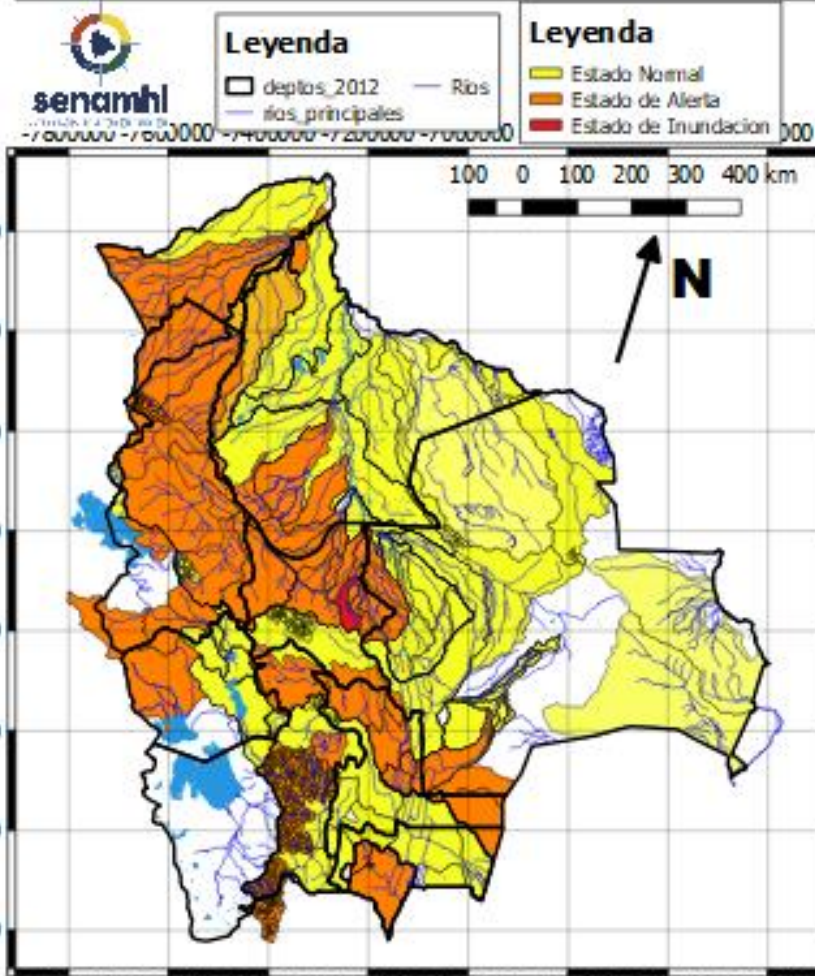 senamhi
Leyenda
deptos_2012
Rios
rios_principales
Leyenda
Estado Normal
Estado de Alerta
Estado de Inundacion
-7800000 -7600000 -7400000 -7200000 -7000000
100 0 100 200 300 400 km
N